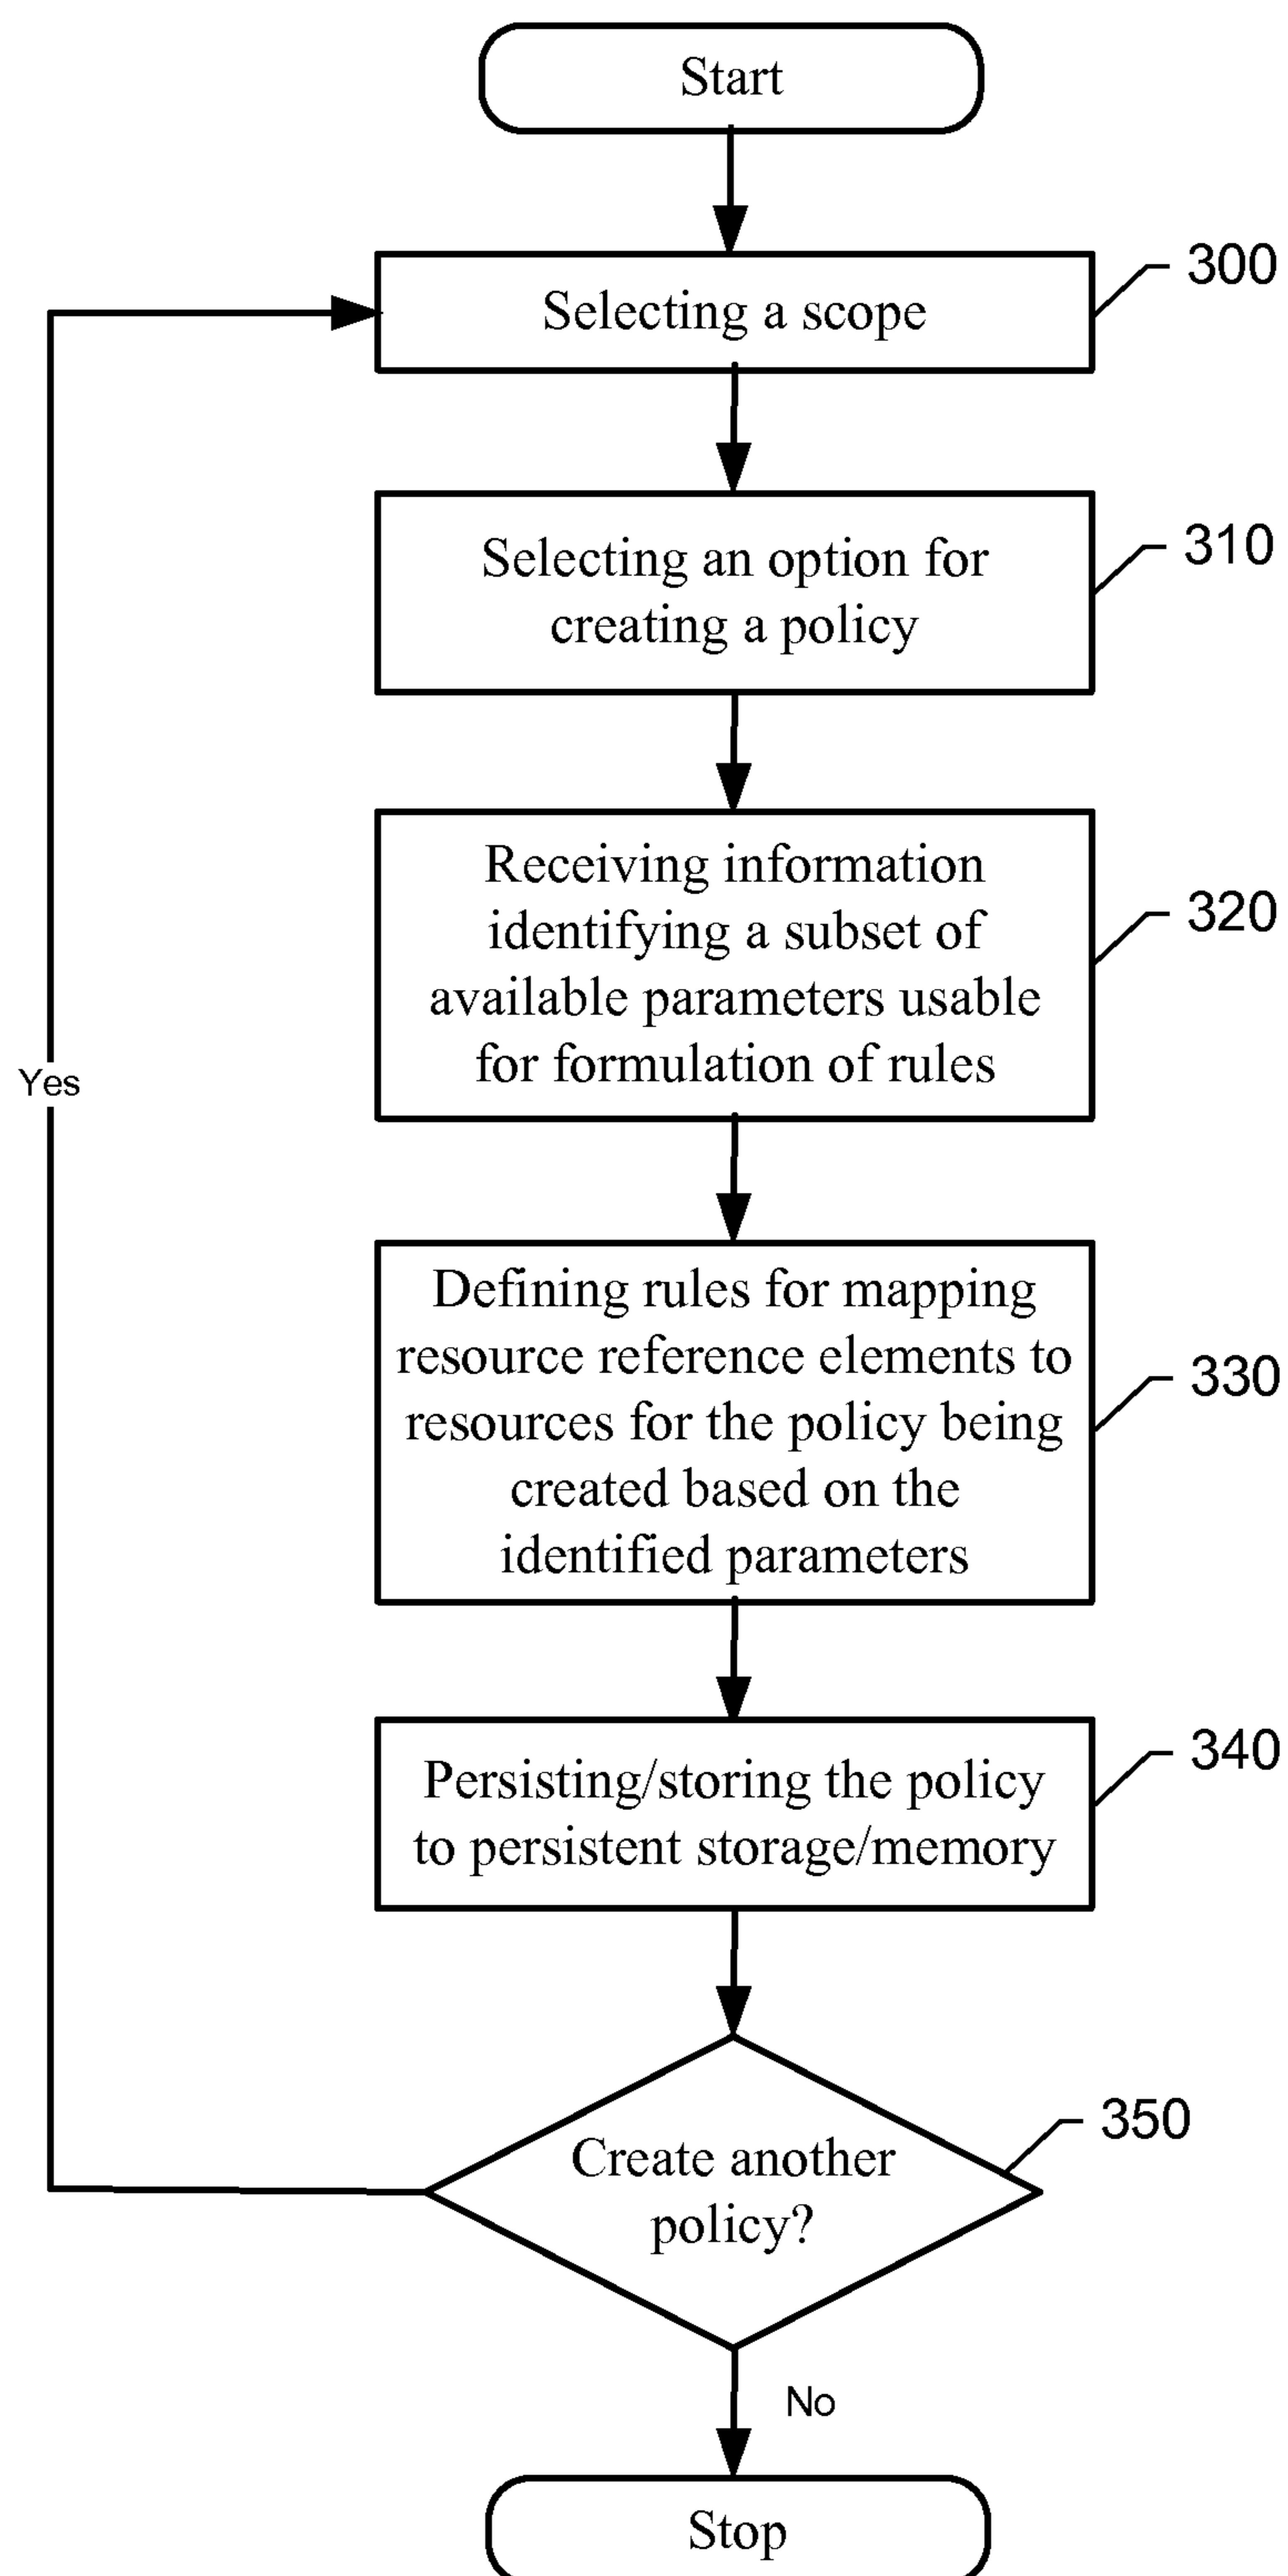 Start
Selecting a scope
300
Selecting an option for
creating a policy
310
Receiving information
identifying a subset of
available parameters usable
for formulation of rules
320
Yes
Defining rules for mapping
resource reference elements to
resources for the policy being
created based on the
identified parameters
330
Persisting/storing the policy
to persistent storage/memory
340
Create another
policy?
350
No
Stop